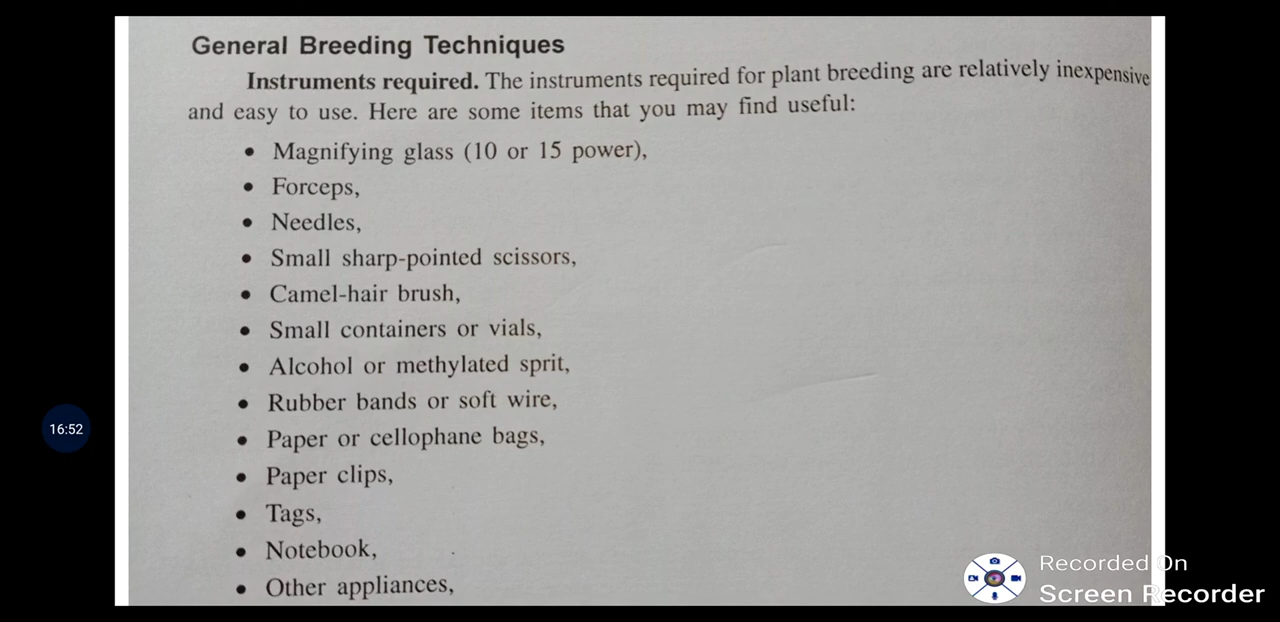 General Breeding Techniques
Instruments required. The instruments required for plant breeding are relatively inexpensive
and easy to use. Here are some items that you may find useful:
• Magnifying glass (10 or 15 power),
• Forceps,
• Needles,
• Small sharp-pointed scissors,
• Camel-hair brush,
• Small containers or vials,
• Alcohol or methylated sprit,
• Rubber bands or soft wire,
16:52
• Paper or cellophane bags,
• Paper clips,
• Tags,
• Notebook,
• Other appliances,
Recorded On
Screen Recorder